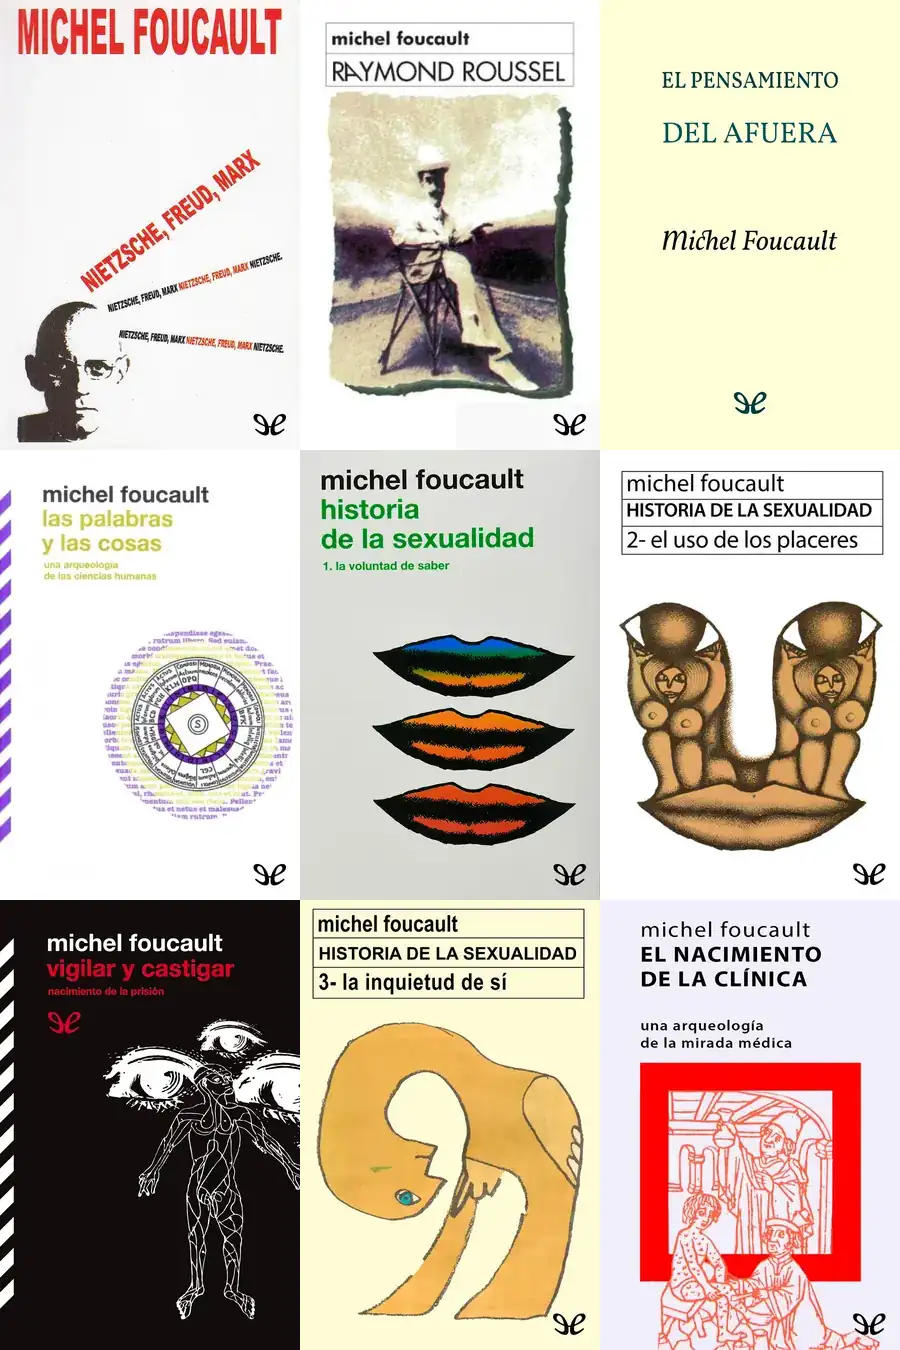 MICHEL FOUCAULT
NIETZSCHE, FREUD, MARX
NIETZSCHE, FREUD, MARX NIETZSCHE, FREUD, MARX NIETZSCHE.
NIETZSCHE, FREUD, MARX NIETZSCHE, FREUD, MARX NIETZSCHE.
michel foucault
RAYMOND ROUSSEL
EL PENSAMIENTO
DEL AFUERA
Michel Foucault
michel foucault
las palabras
y las cosas
una arqueología
de las ciencias humanas
michel foucault
historia
de la sexualidad
1. la voluntad de saber
michel foucault
HISTORIA DE LA SEXUALIDAD
2- el uso de los placeres
michel foucault
vigilar y castigar
nacimiento de la prisión
michel foucault
HISTORIA DE LA SEXUALIDAD
3- la inquietud de sí
michel foucault
EL NACIMIENTO
DE LA CLÍNICA
una arqueología
de la mirada médica